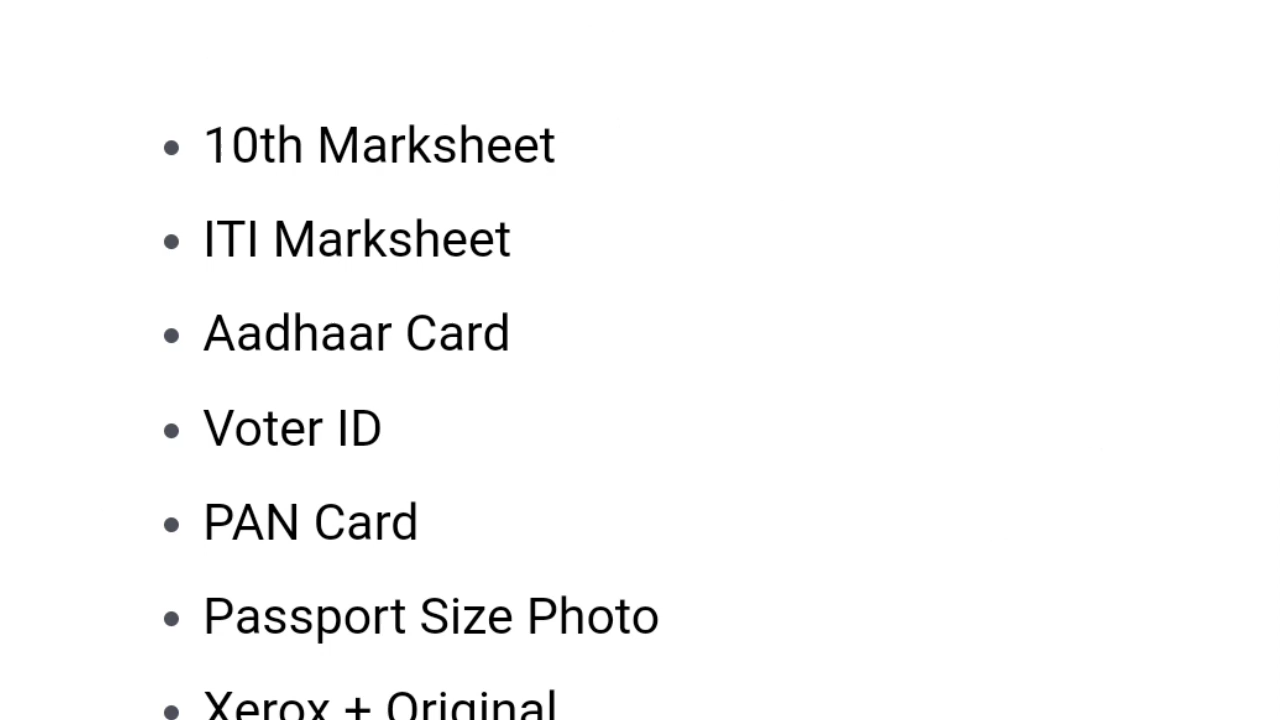 • 10th Marksheet
• ITI Marksheet
• Aadhaar Card
• Voter ID
• PAN Card
• Passport Size Photo
• Xerox + Original